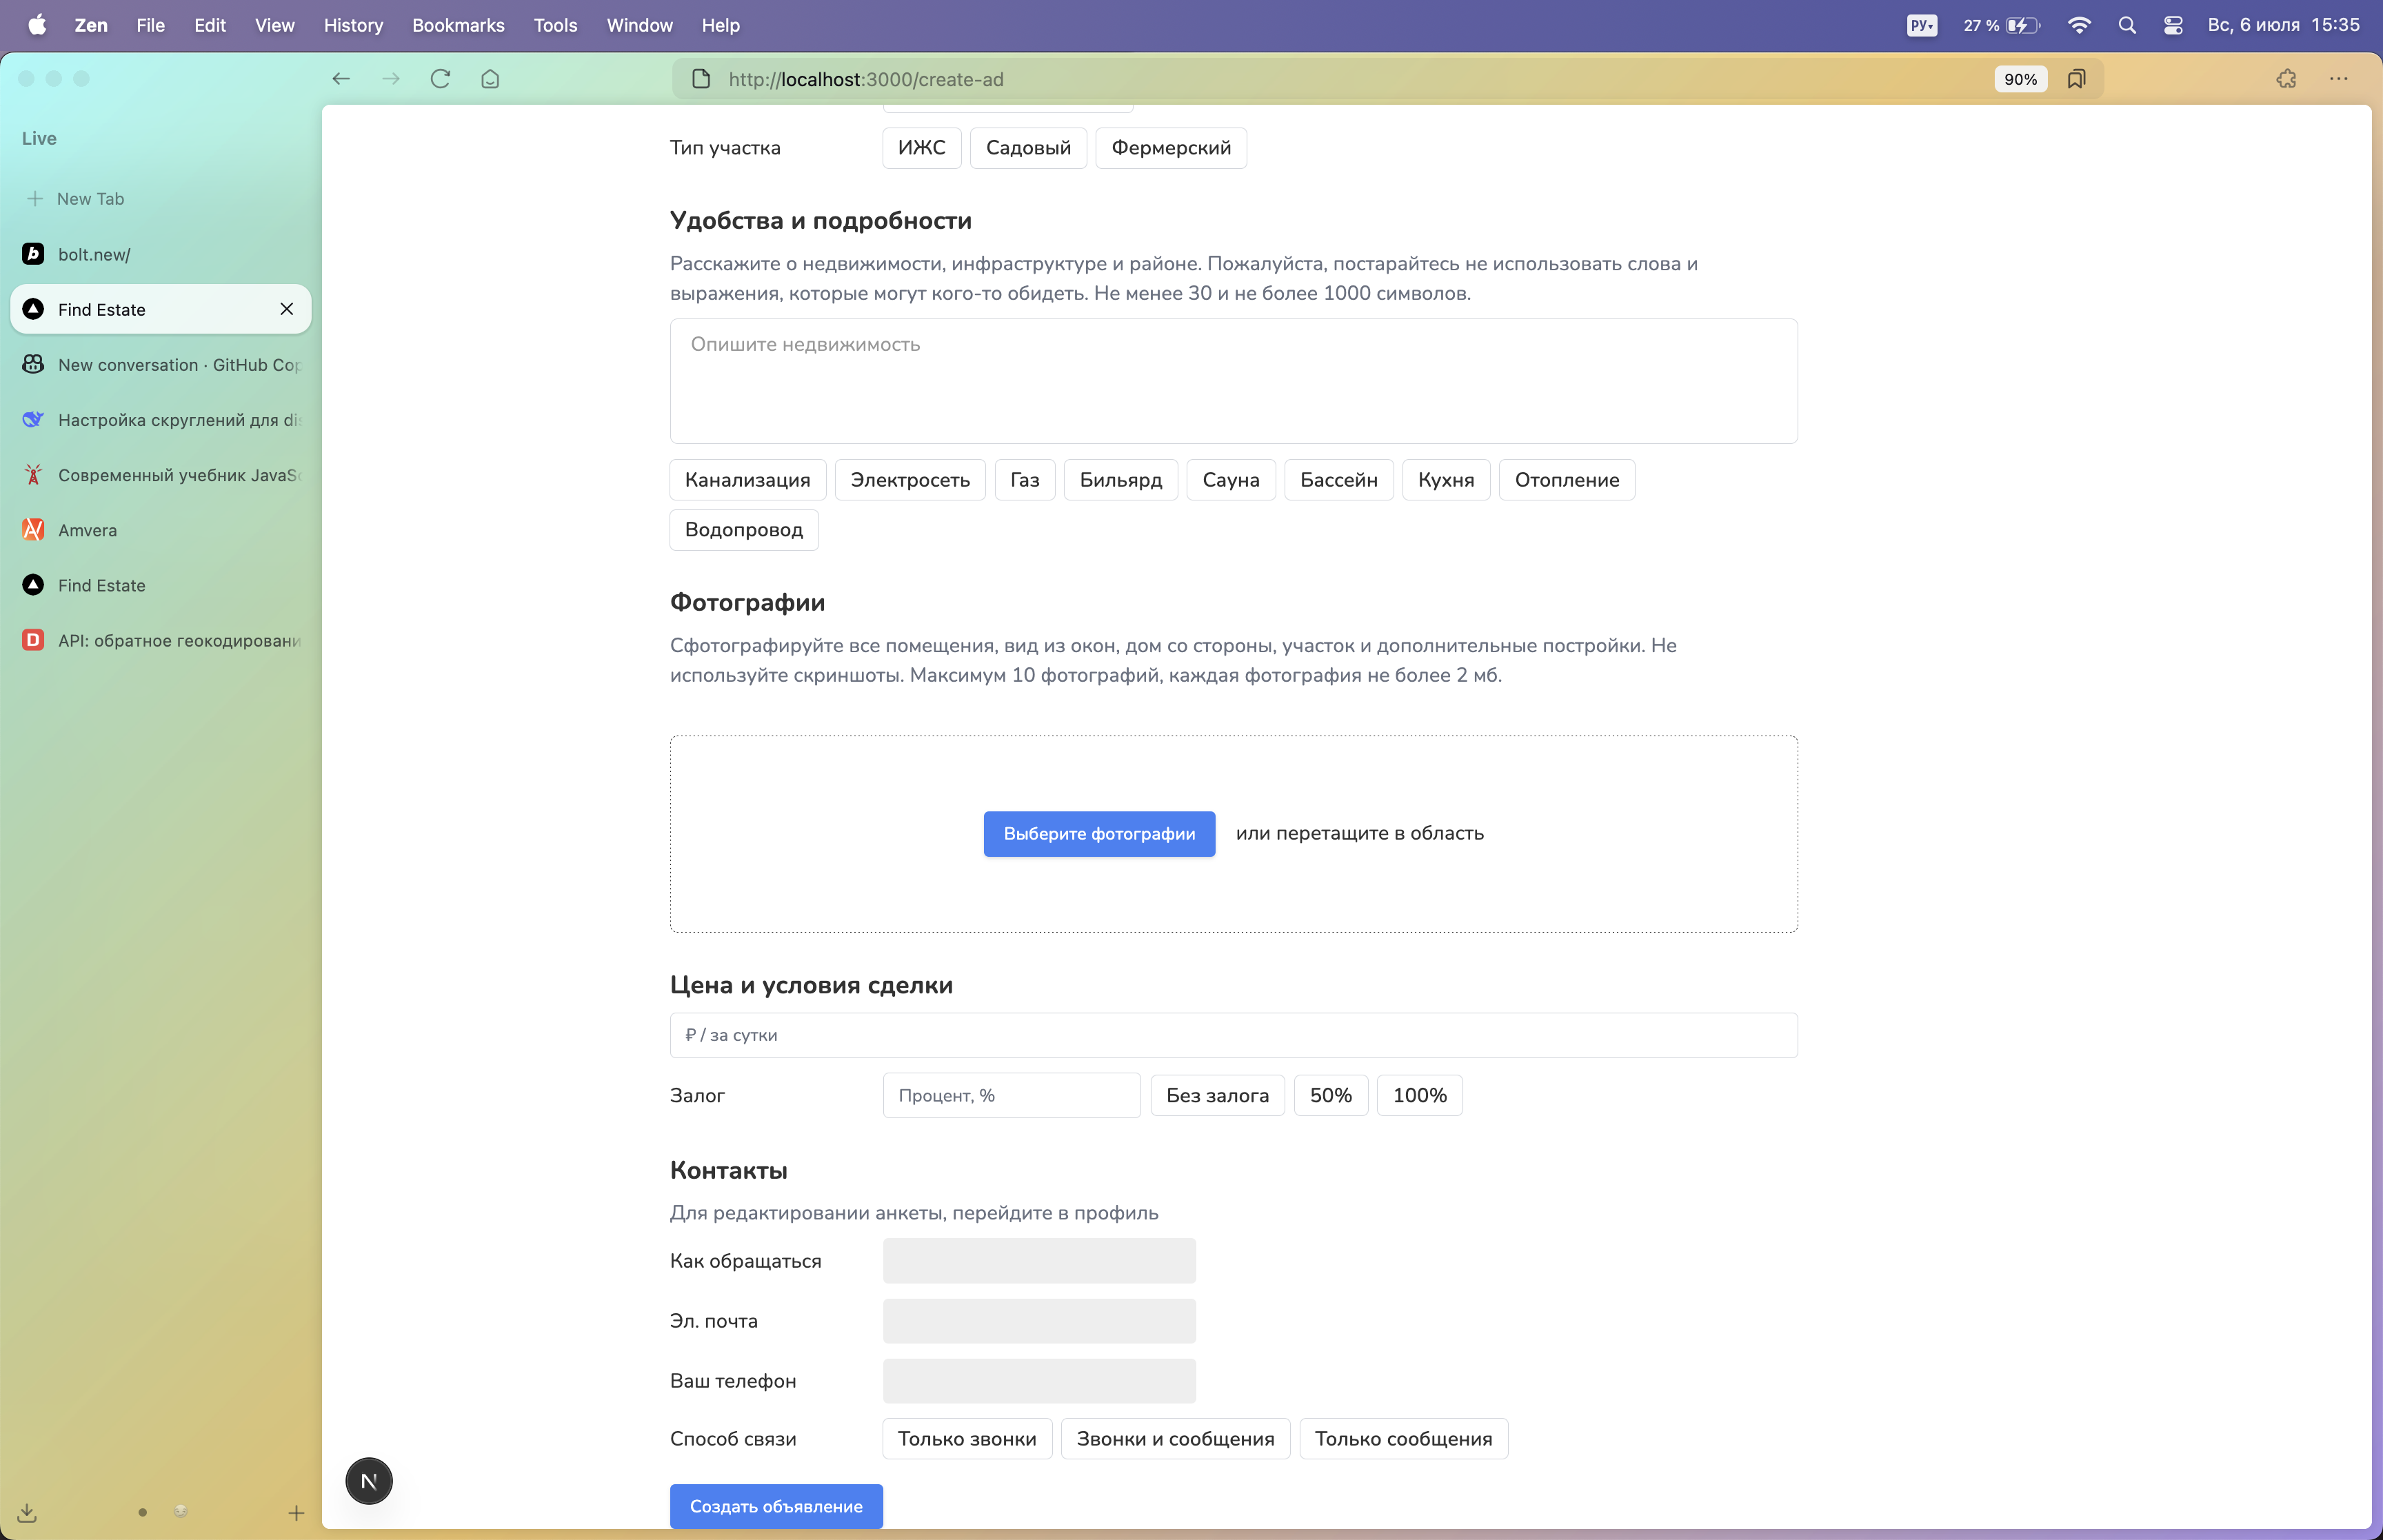 Zen File Edit View History Bookmarks Tools Window Help РУ 27 % Вс, 6 июля 15:35
http://localhost:3000/create-ad 90%
Live
New Tab
bolt.new/
Find Estate
New conversation · GitHub Cop
Настройка скруглений для dis
Современный учебник JavaSc
Amvera
Find Estate
API: обратное геокодировани
Тип участка ИЖС Садовый Фермерский
Удобства и подробности
Расскажите о недвижимости, инфраструктуре и районе. Пожалуйста, постарайтесь не использовать слова и
выражения, которые могут кого-то обидеть. Не менее 30 и не более 1000 символов.
Опишите недвижимость
Канализация Электросеть Газ Бильярд Сауна Бассейн Кухня Отопление
Водопровод
Фотографии
Сфотографируйте все помещения, вид из окон, дом со стороны, участок и дополнительные постройки. Не
используйте скриншоты. Максимум 10 фотографий, каждая фотография не более 2 мб.
Выберите фотографии или перетащите в область
Цена и условия сделки
₽ / за сутки
Залог Процент, % Без залога 50% 100%
Контакты
Для редактировании анкеты, перейдите в профиль
Как обращаться
Эл. почта
Ваш телефон
Способ связи Только звонки Звонки и сообщения Только сообщения
Создать объявление